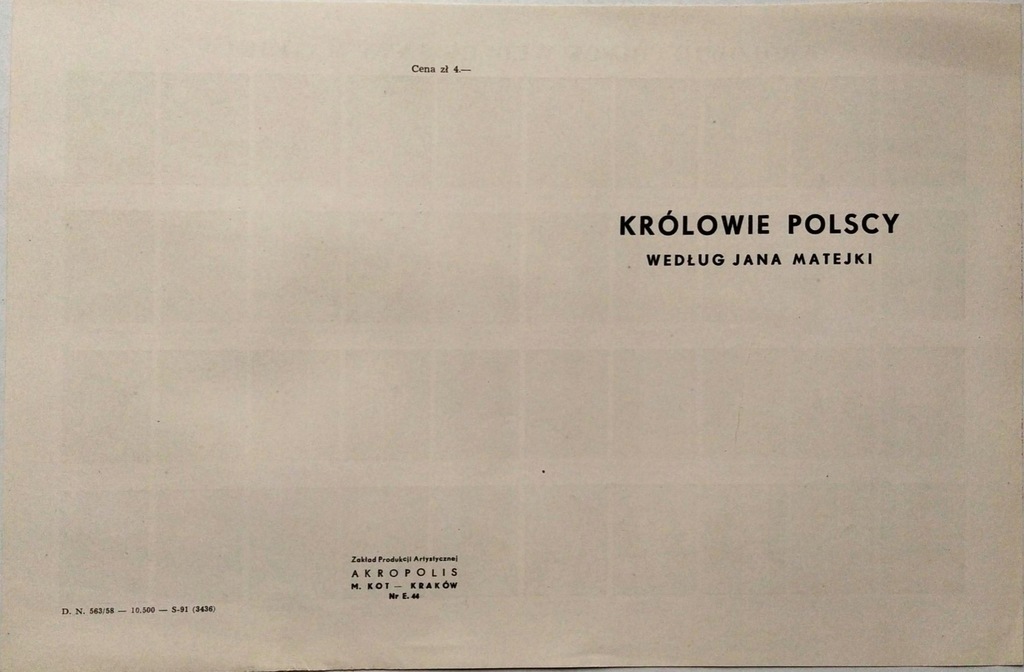 Cena zł 4.—
KRÓLOWIE POLSCY
WEDŁUG JANA MATEJKI
Zakład Produkcji Artystycznej
AKROPOLIS
M. KOT — KRAKÓW
Nr E. 44
D. N. 563/58 — 10.500 — S-91 (3436)